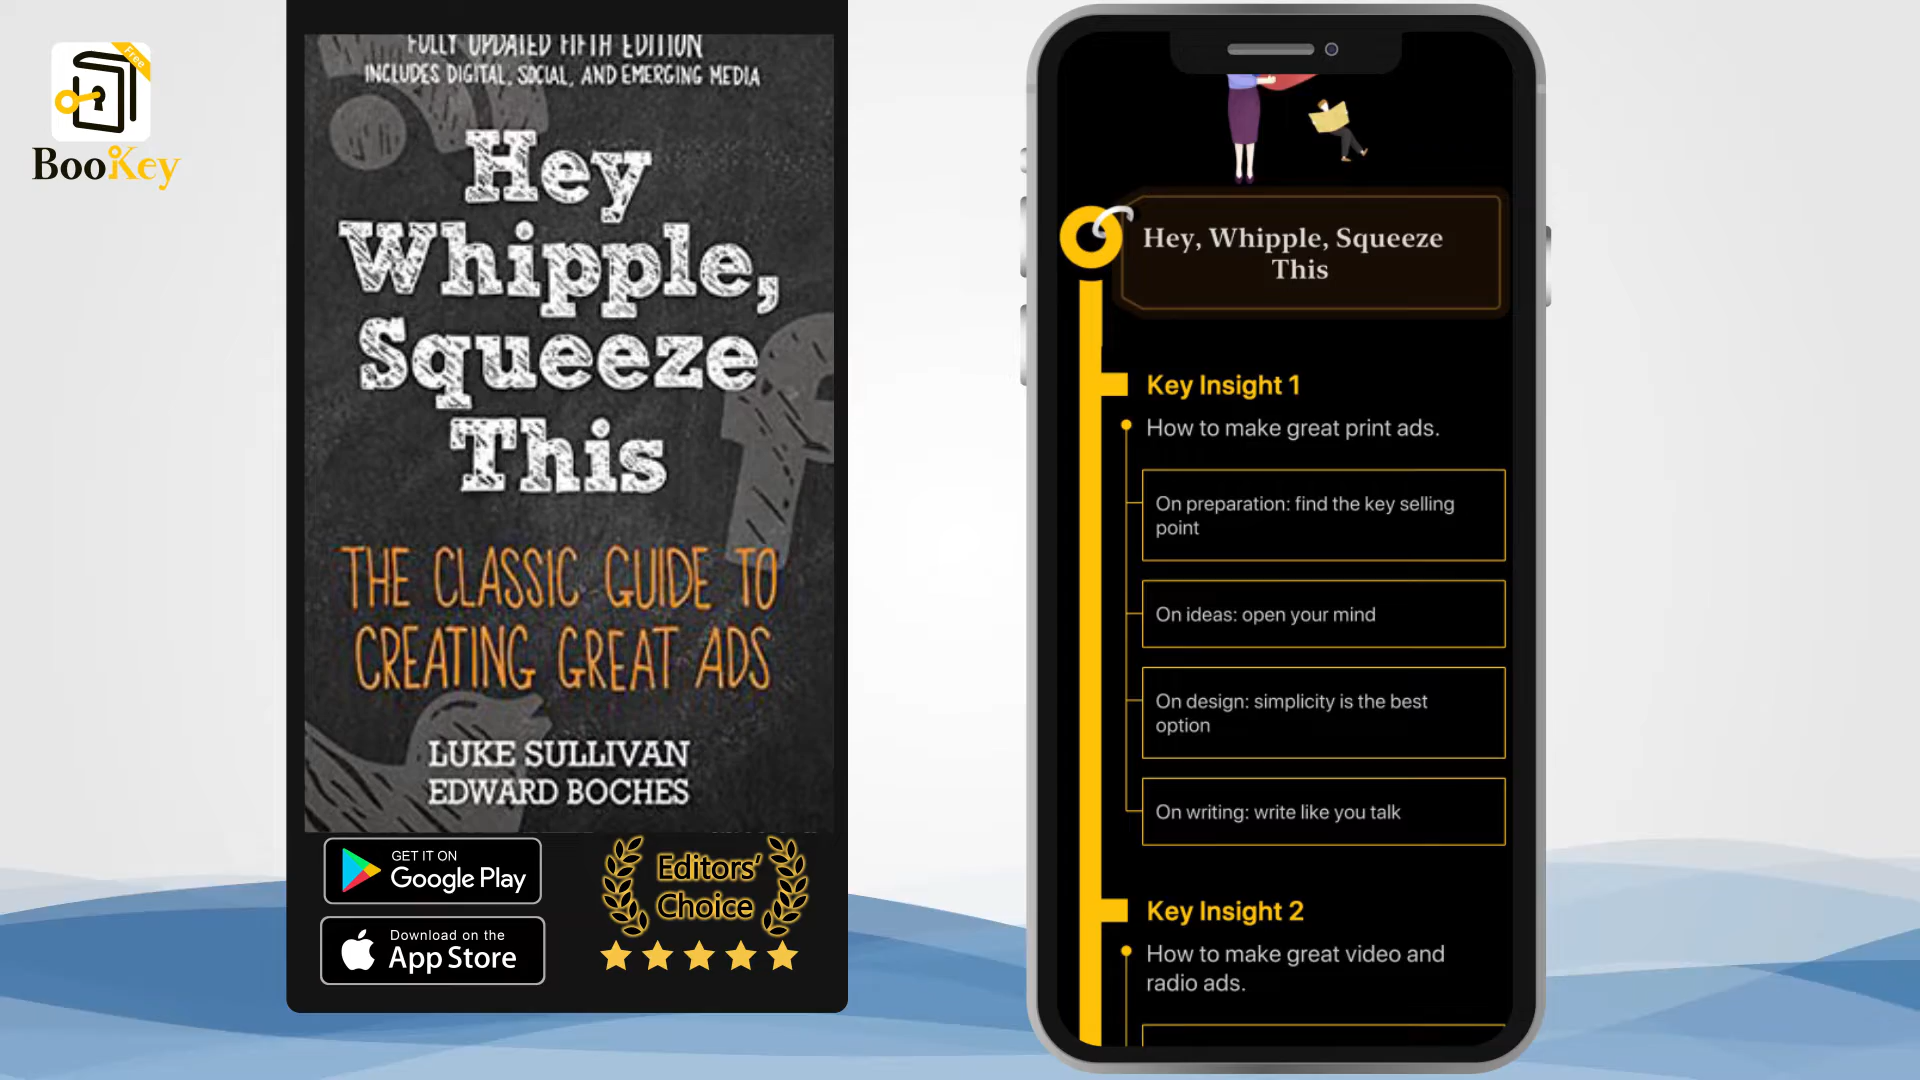 Free
BooKey
FULLY UPDATED FIFTH EDITION
INCLUDES DIGITAL, SOCIAL, AND EMERGING MEDIA
Hey
Whipple,
Squeeze
This
THE CLASSIC GUIDE TO
CREATING GREAT ADS
LUKE SULLIVAN
EDWARD BOCHES
GET IT ON
Google Play
Download on the
App Store
Editors'
Choice
Hey, Whipple, Squeeze
This
Key Insight 1
How to make great print ads.
On preparation: find the key selling
point
On ideas: open your mind
On design: simplicity is the best
option
On writing: write like you talk
Key Insight 2
How to make great video and
radio ads.